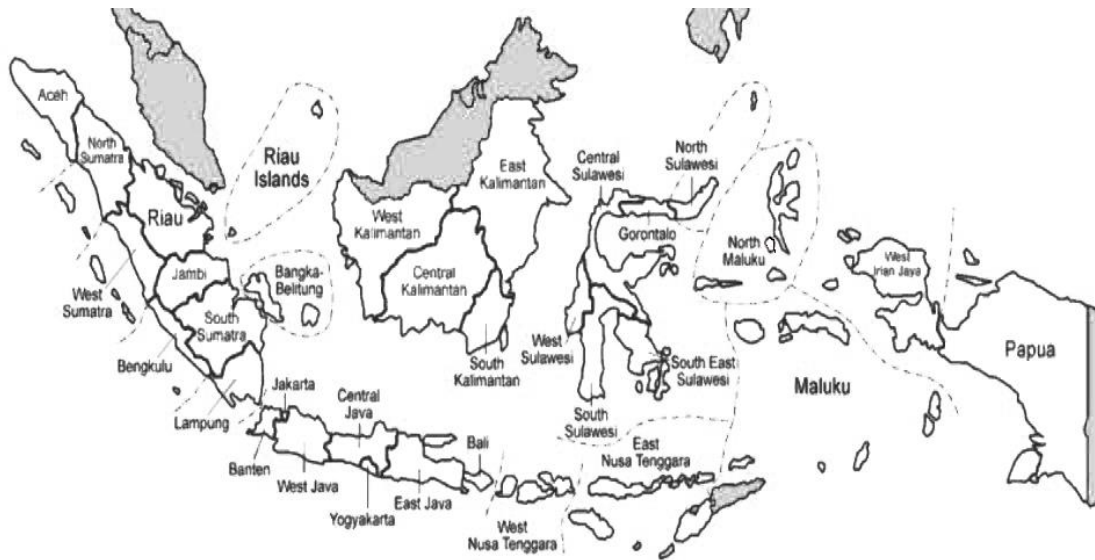 Aceh
North
Sumatra
Riau
Islands
Riau
West
Kalimantan
East
Kalimantan
Central
Sulawesi
North
Sulawesi
Gorontalo
North
Maluku
West
Irian Jaya
Jambi
Bangka-
Belitung
Central
Kalimantan
West
Sumatra
South
Sumatra
Bengkulu
South
Kalimantan
West
Sulawesi
South East
Sulawesi
Maluku
Papua
Lampung
Jakarta
Central
Java
South
Sulawesi
Bali
East
Nusa Tenggara
Banten
West Java
Yogyakarta
East Java
West
Nusa Tenggara